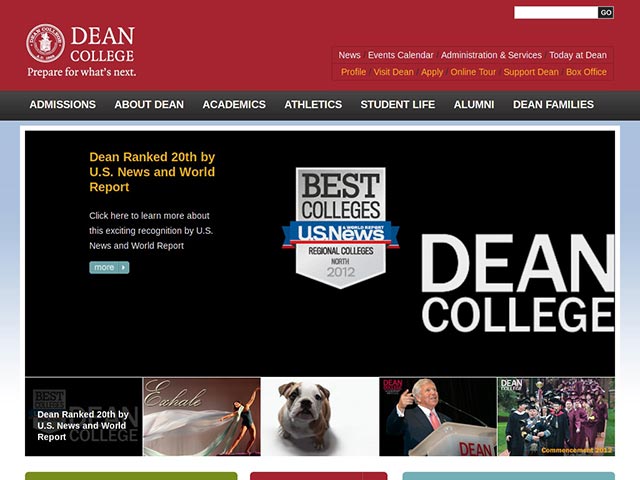 GO
DEAN
COLLEGE
Prepare for what's next.
News Events Calendar Administration & Services Today at Dean
Profile Visit Dean Apply Online Tour Support Dean Box Office
ADMISSIONS ABOUT DEAN ACADEMICS ATHLETICS STUDENT LIFE ALUMNI DEAN FAMILIES
Dean Ranked 20th by
U.S. News and World
Report
Click here to learn more about
this exciting recognition by U.S.
News and World Report
more
BEST
COLLEGES
U.S.News
& WORLD REPORT
REGIONAL COLLEGES
NORTH
2012
DEAN
COLLEGE
BEST
COLLEGES
DEAN
COLLEGE
Dean Ranked 20th by
U.S. News and World
Report
Exhale
DEAN
DEAN
COLLEGE
Commencement 2012